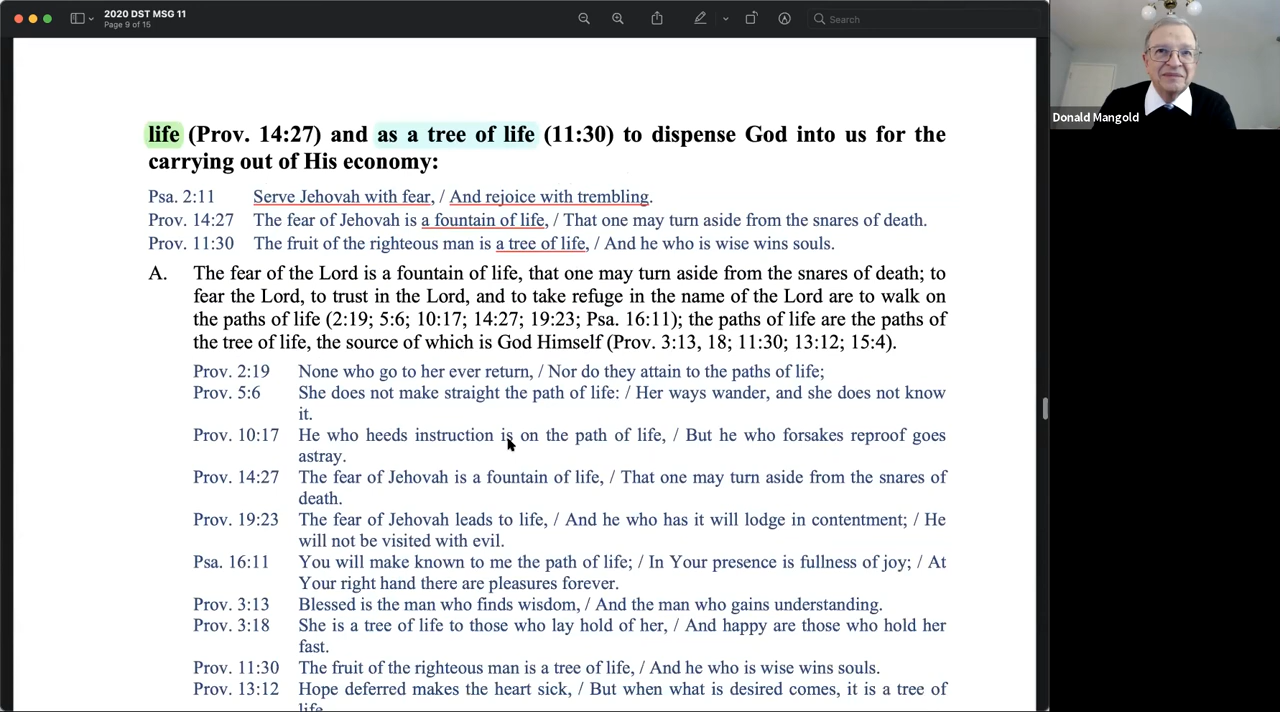 2020 DST MSG 11
Page 9 of 15
Search
Donald Mangold
life (Prov. 14:27) and as a tree of life (11:30) to dispense God into us for the
carrying out of His economy:
Psa. 2:11 Serve Jehovah with fear, / And rejoice with trembling.
Prov. 14:27 The fear of Jehovah is a fountain of life, / That one may turn aside from the snares of death.
Prov. 11:30 The fruit of the righteous man is a tree of life, / And he who is wise wins souls.
A. The fear of the Lord is a fountain of life, that one may turn aside from the snares of death; to
fear the Lord, to trust in the Lord, and to take refuge in the name of the Lord are to walk on
the paths of life (2:19; 5:6; 10:17; 14:27; 19:23; Psa. 16:11); the paths of life are the paths of
the tree of life, the source of which is God Himself (Prov. 3:13, 18; 11:30; 13:12; 15:4).
Prov. 2:19 None who go to her ever return, / Nor do they attain to the paths of life;
Prov. 5:6 She does not make straight the path of life: / Her ways wander, and she does not know
it.
Prov. 10:17 He who heeds instruction is on the path of life, / But he who forsakes reproof goes
astray.
Prov. 14:27 The fear of Jehovah is a fountain of life, / That one may turn aside from the snares of
death.
Prov. 19:23 The fear of Jehovah leads to life, / And he who has it will lodge in contentment; / He
will not be visited with evil.
Psa. 16:11 You will make known to me the path of life; / In Your presence is fullness of joy; / At
Your right hand there are pleasures forever.
Prov. 3:13 Blessed is the man who finds wisdom, / And the man who gains understanding.
Prov. 3:18 She is a tree of life to those who lay hold of her, / And happy are those who hold her
fast.
Prov. 11:30 The fruit of the righteous man is a tree of life, / And he who is wise wins souls.
Prov. 13:12 Hope deferred makes the heart sick, / But when what is desired comes, it is a tree of
life.